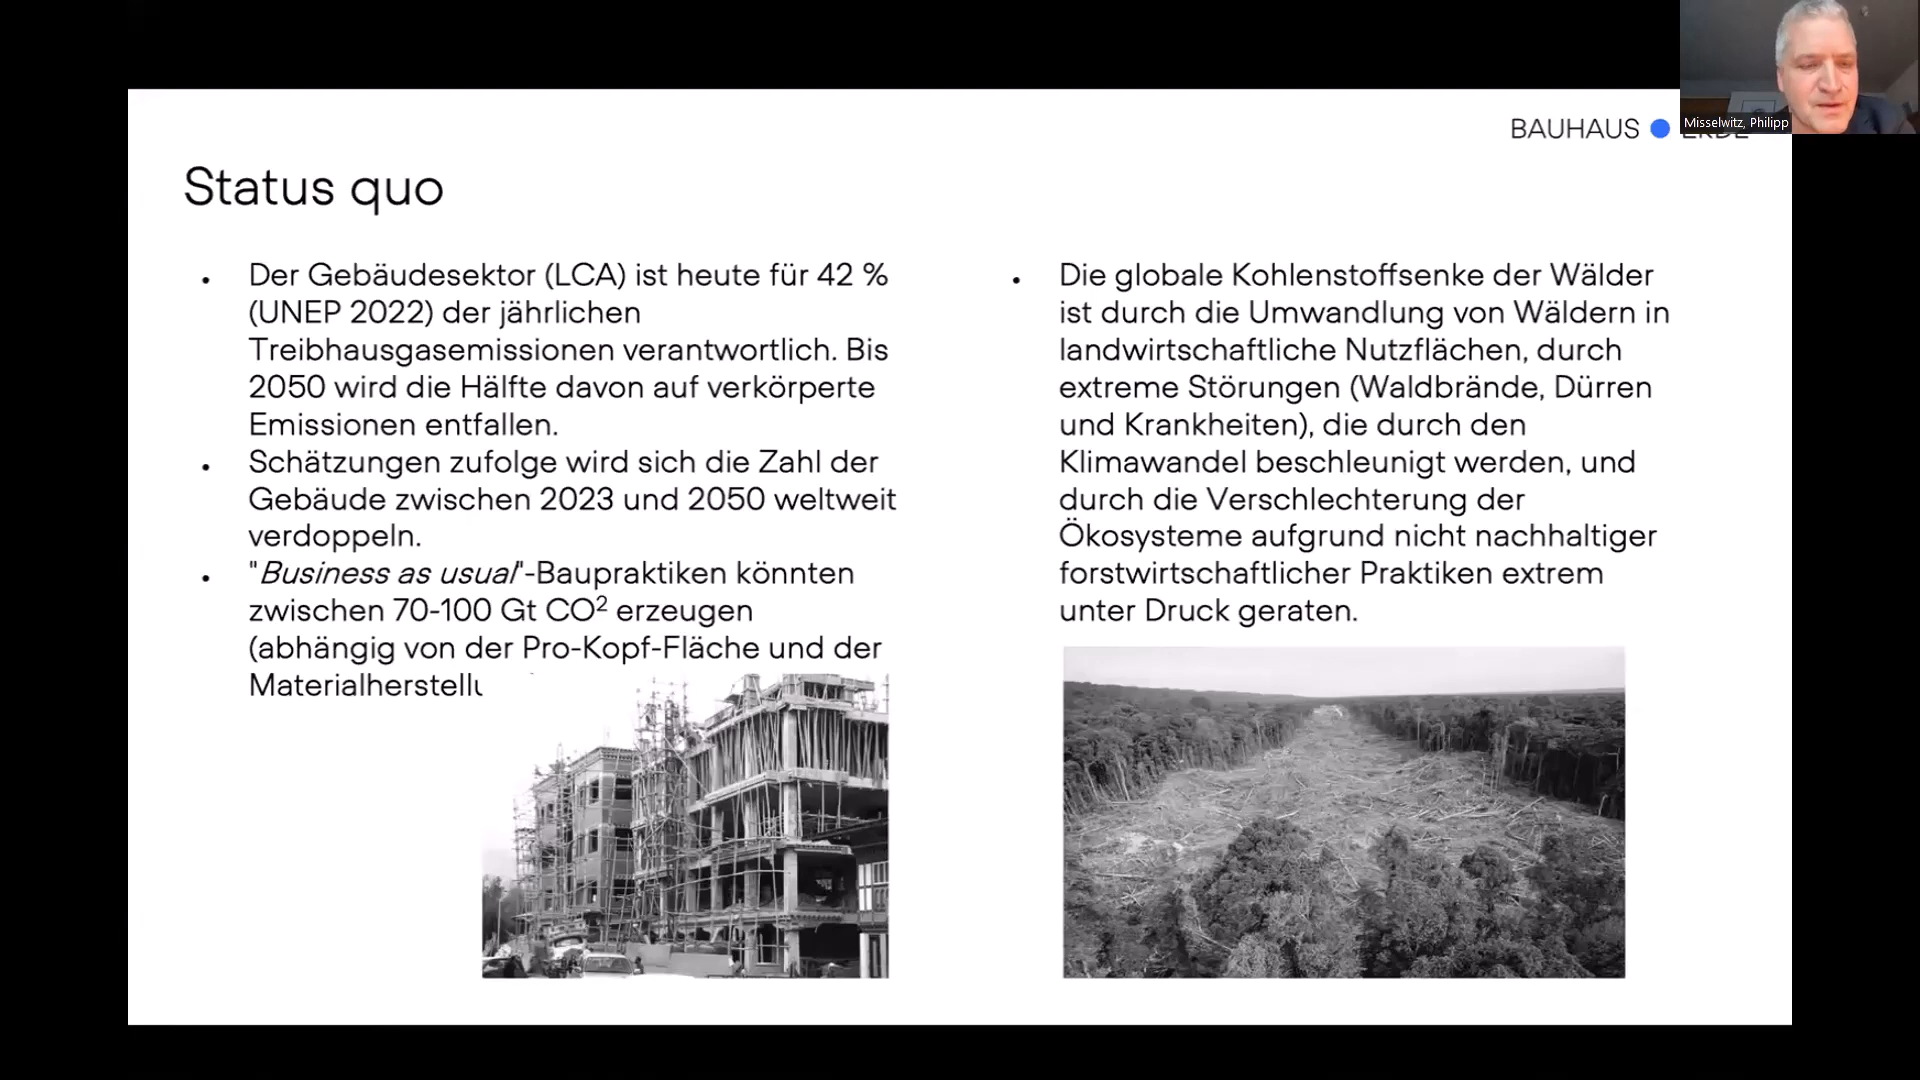 BAUHAUS
Misselwitz, Philipp
Status quo
Der Gebäudesektor (LCA) ist heute für 42 %
(UNEP 2022) der jährlichen
Treibhausgasemissionen verantwortlich. Bis
2050 wird die Hälfte davon auf verkörperte
Emissionen entfallen.
Schätzungen zufolge wird sich die Zahl der
Gebäude zwischen 2023 und 2050 weltweit
verdoppeln.
"Business as usual"-Baupraktiken könnten
zwischen 70-100 Gt CO² erzeugen
(abhängig von der Pro-Kopf-Fläche und der
Die globale Kohlenstoffsenke der Wälder
ist durch die Umwandlung von Wäldern in
landwirtschaftliche Nutzflächen, durch
extreme Störungen (Waldbrände, Dürren
und Krankheiten), die durch den
Klimawandel beschleunigt werden, und
durch die Verschlechterung der
Ökosysteme aufgrund nicht nachhaltiger
forstwirtschaftlicher Praktiken extrem
unter Druck geraten.